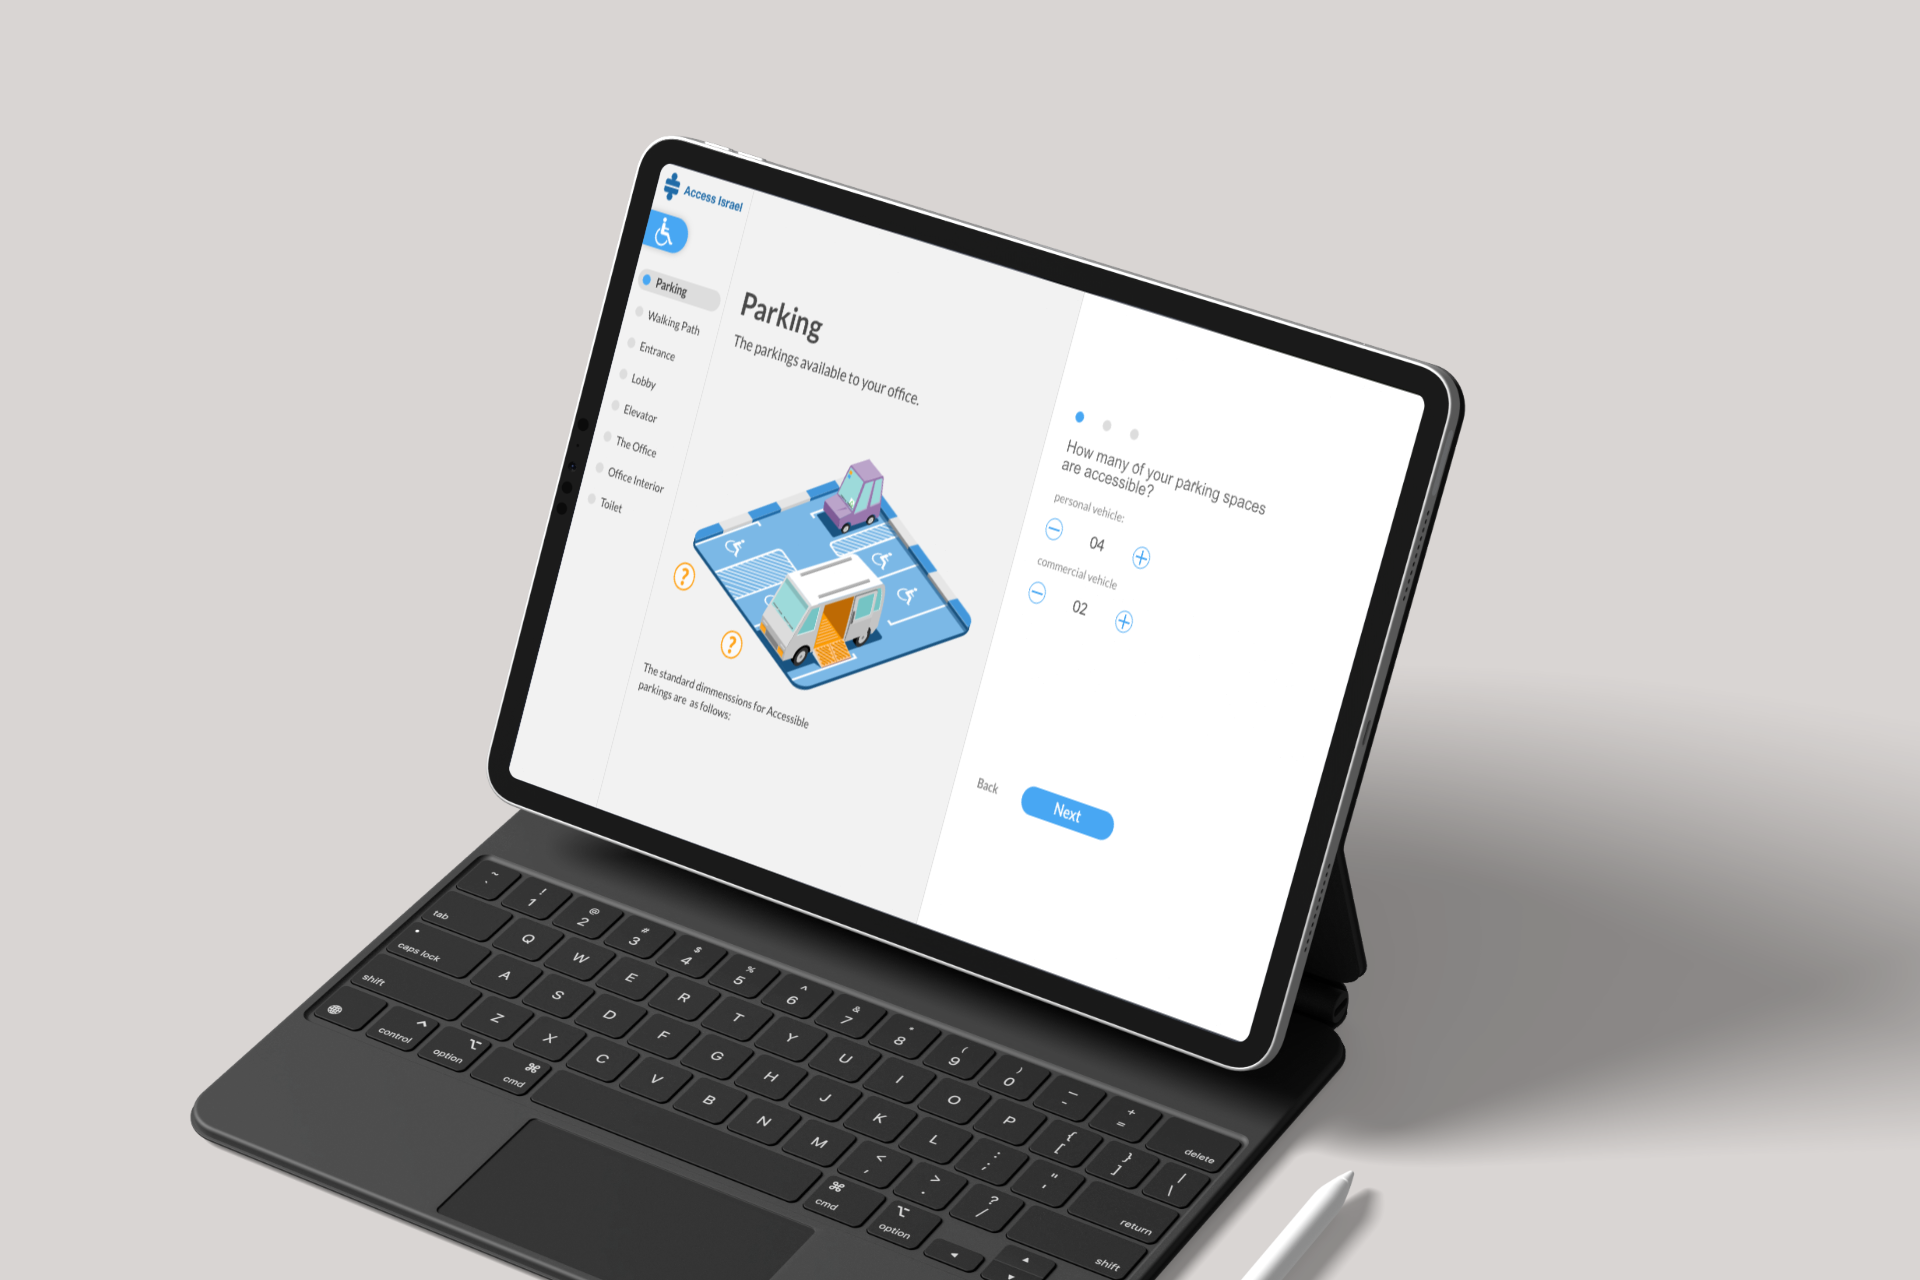 Access Israel
Parking
Walking Path
Entrance
Lobby
Elevator
The Office
Office Interior
Toilet
Parking
The parkings available to your office.
?
?
The standard dimmenssions for Accessible
parkings are as follows:
How many of your parking spaces
are accessible?
personal vehicle:
04
commercial vehicle
02
Back
Next
~ ! @ # $ % ^ & * ( ) — +
` 1 2 3 4 5 6 7 8 9 0 - = delete
tab Q W E R T Y U I O P { [ } ] | \
caps lock A S D F G H J K L : ; " ' return
shift Z X C V B N M < , > . ? / shift
control option cmd cmd option